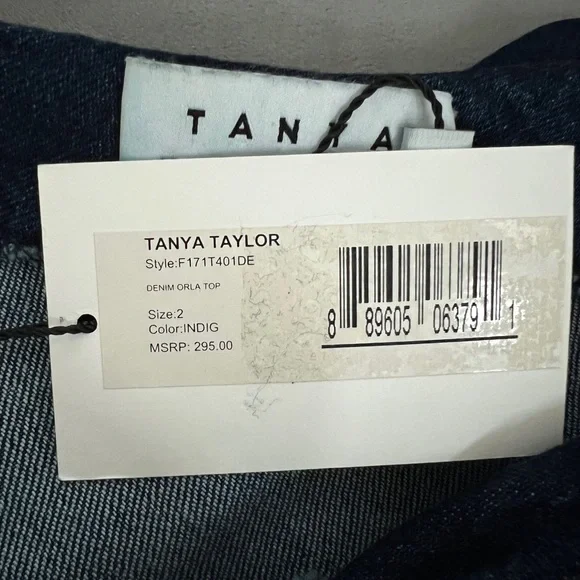 TANYA
TANYA TAYLOR
Style:F171T401DE
DENIM ORLA TOP
Size:2
Color:INDIG
MSRP: 295.00
8 89605 06379 1